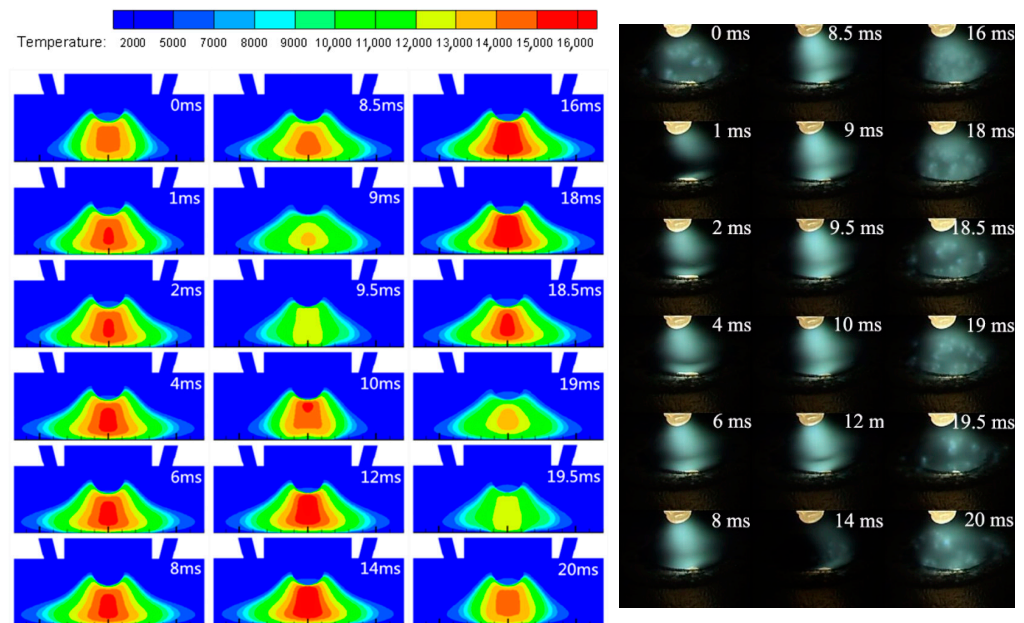 Temperature: 2000 5000 7000 8000 9000 10,000 11,000 12,000 13,000 14,000 15,000 16,000
0ms 8.5ms 16ms
1ms 9ms 18ms
2ms 9.5ms 18.5ms
4ms 10ms 19ms
6ms 12ms 19.5ms
8ms 14ms 20ms
0 ms 8.5 ms 16 ms
1 ms 9 ms 18 ms
2 ms 9.5 ms 18.5 ms
4 ms 10 ms 19 ms
6 ms 12 m 19.5 ms
8 ms 14 ms 20 ms